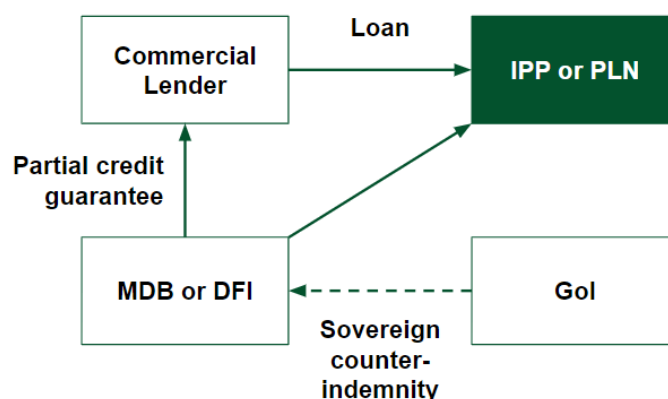 Loan
Commercial
Lender
IPP or PLN
Partial credit
guarantee
MDB or DFI
GoI
Sovereign
counter-
indemnity